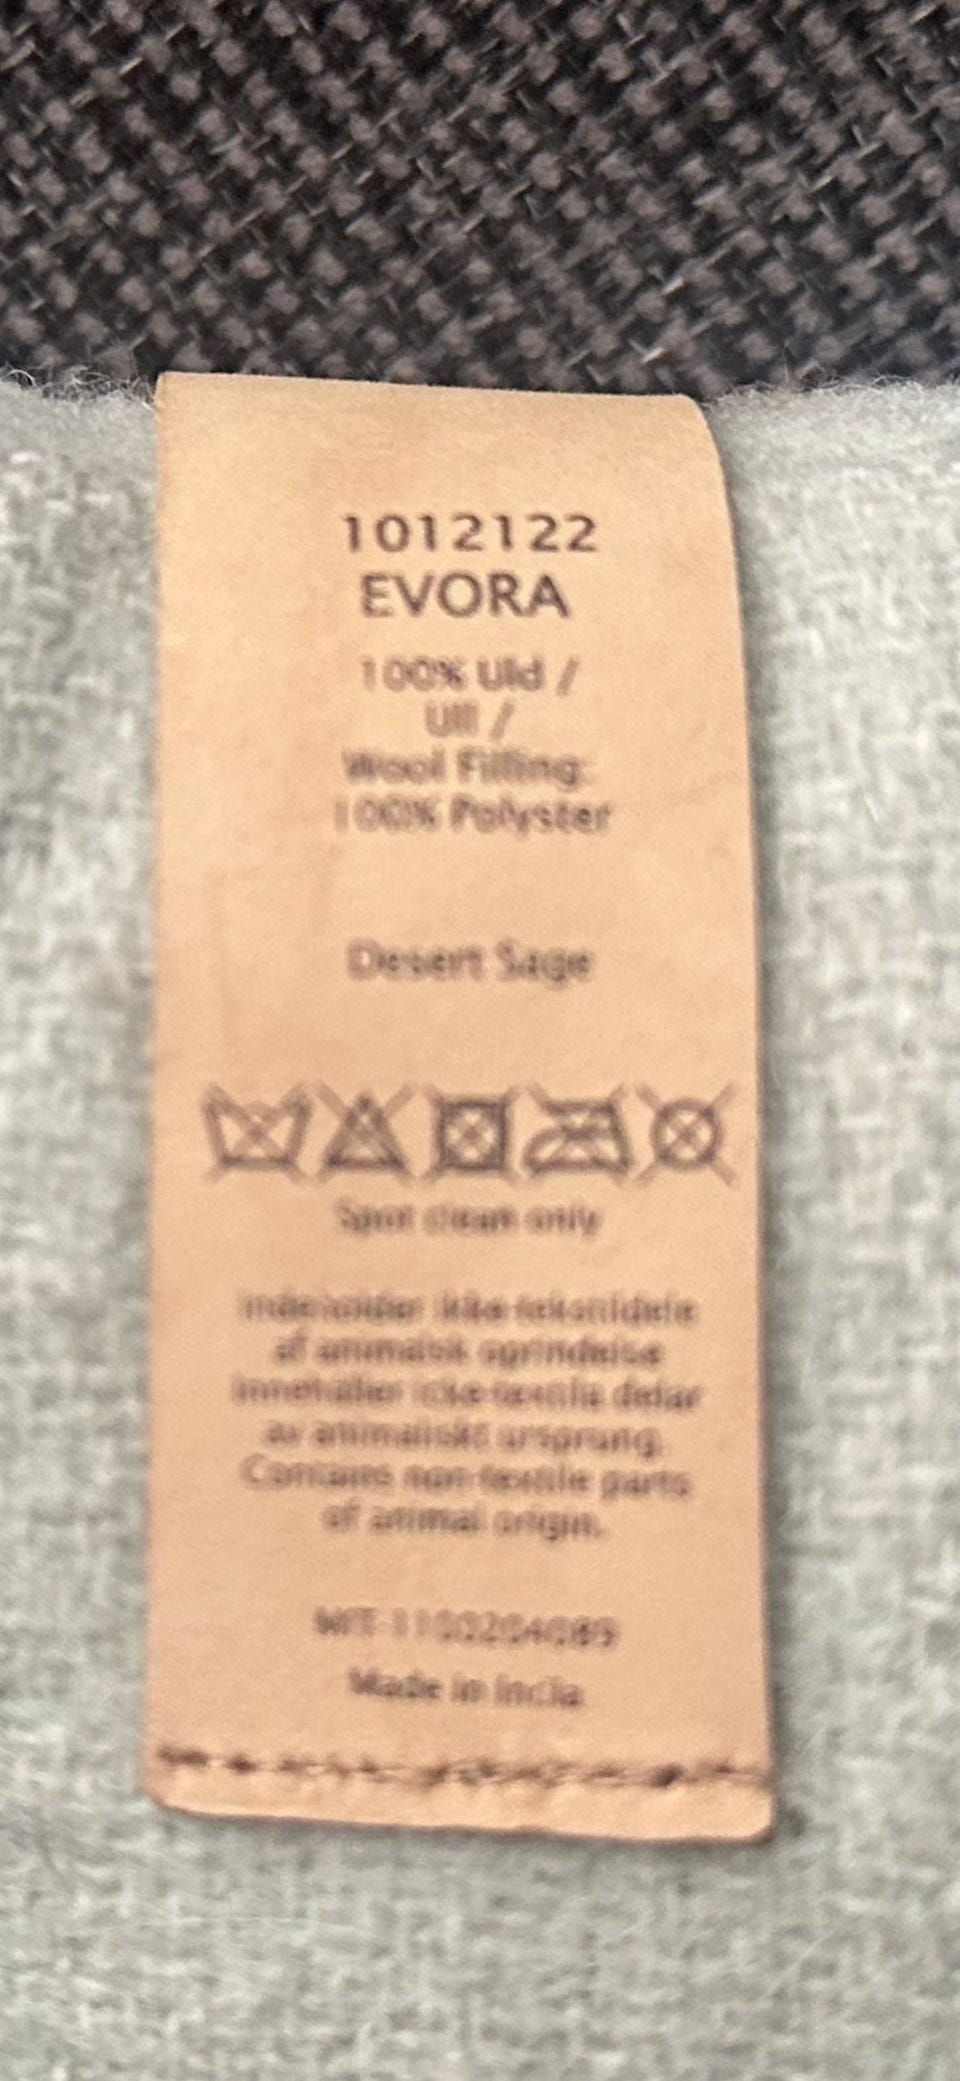 1012122
EVORA
100% Uld /
Ull /
Wool Filling:
100% Polyster
Desert Sage
Spot clean only
Indeholder ikke-tekstildele
af animalsk oprindelse
Innehåller icke-textila delar
av animaliskt ursprung.
Contains non-textile parts
of animal origin.
Made in India